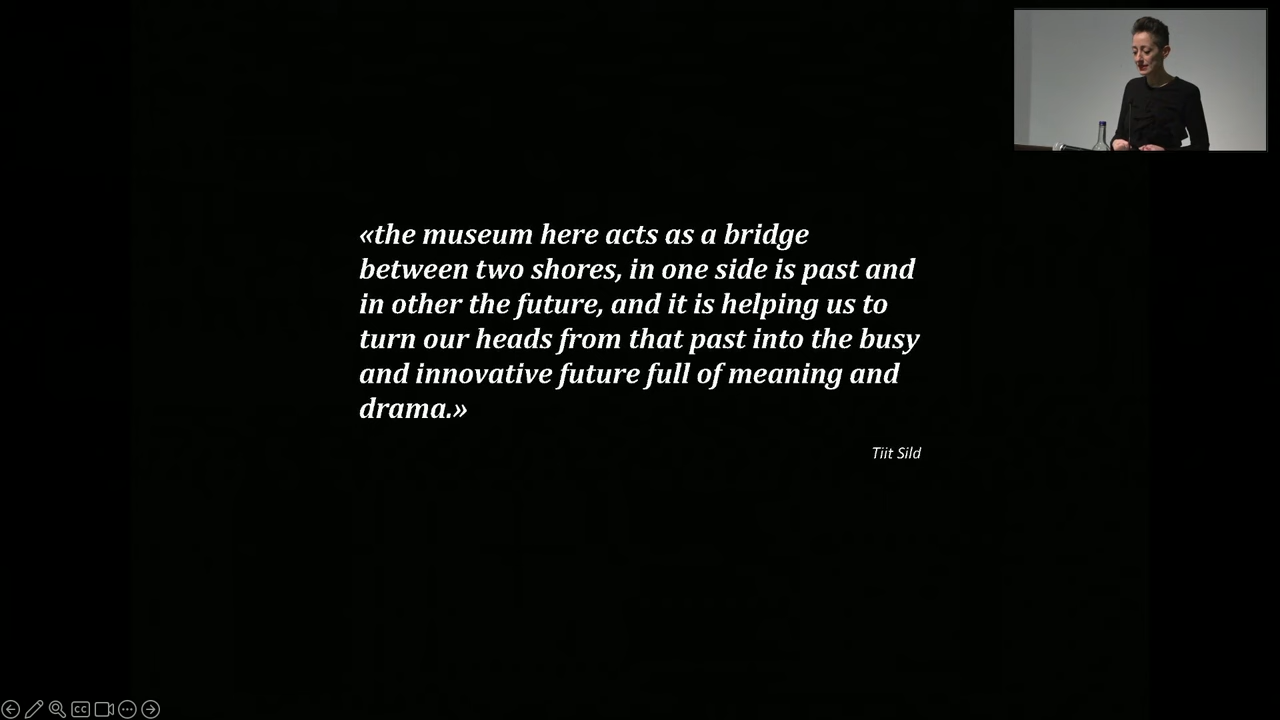 «the museum here acts as a bridge
between two shores, in one side is past and
in other the future, and it is helping us to
turn our heads from that past into the busy
and innovative future full of meaning and
drama.»
Tiit Sild
CC